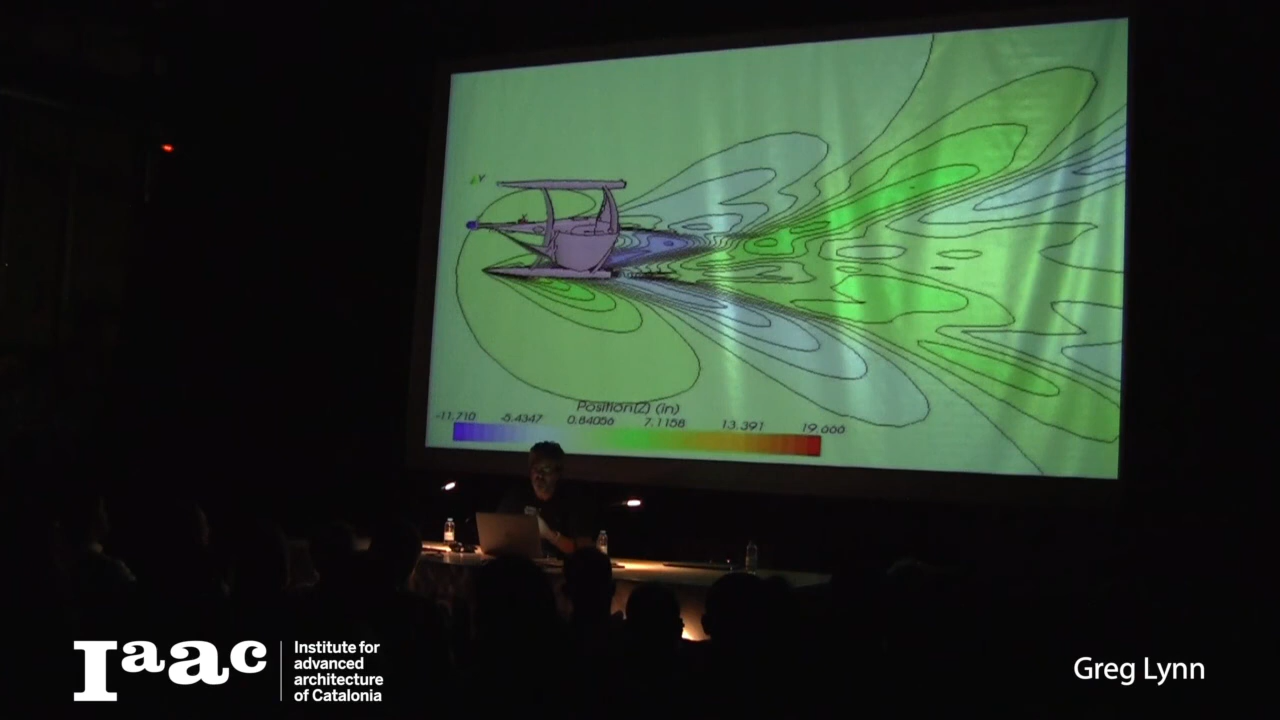 Y
Position(Z) (in)
-11.710 -5.4347 0.84056 7.1158 13.391 19.666
Iaac
Institute for
advanced
architecture
of Catalonia
Greg Lynn